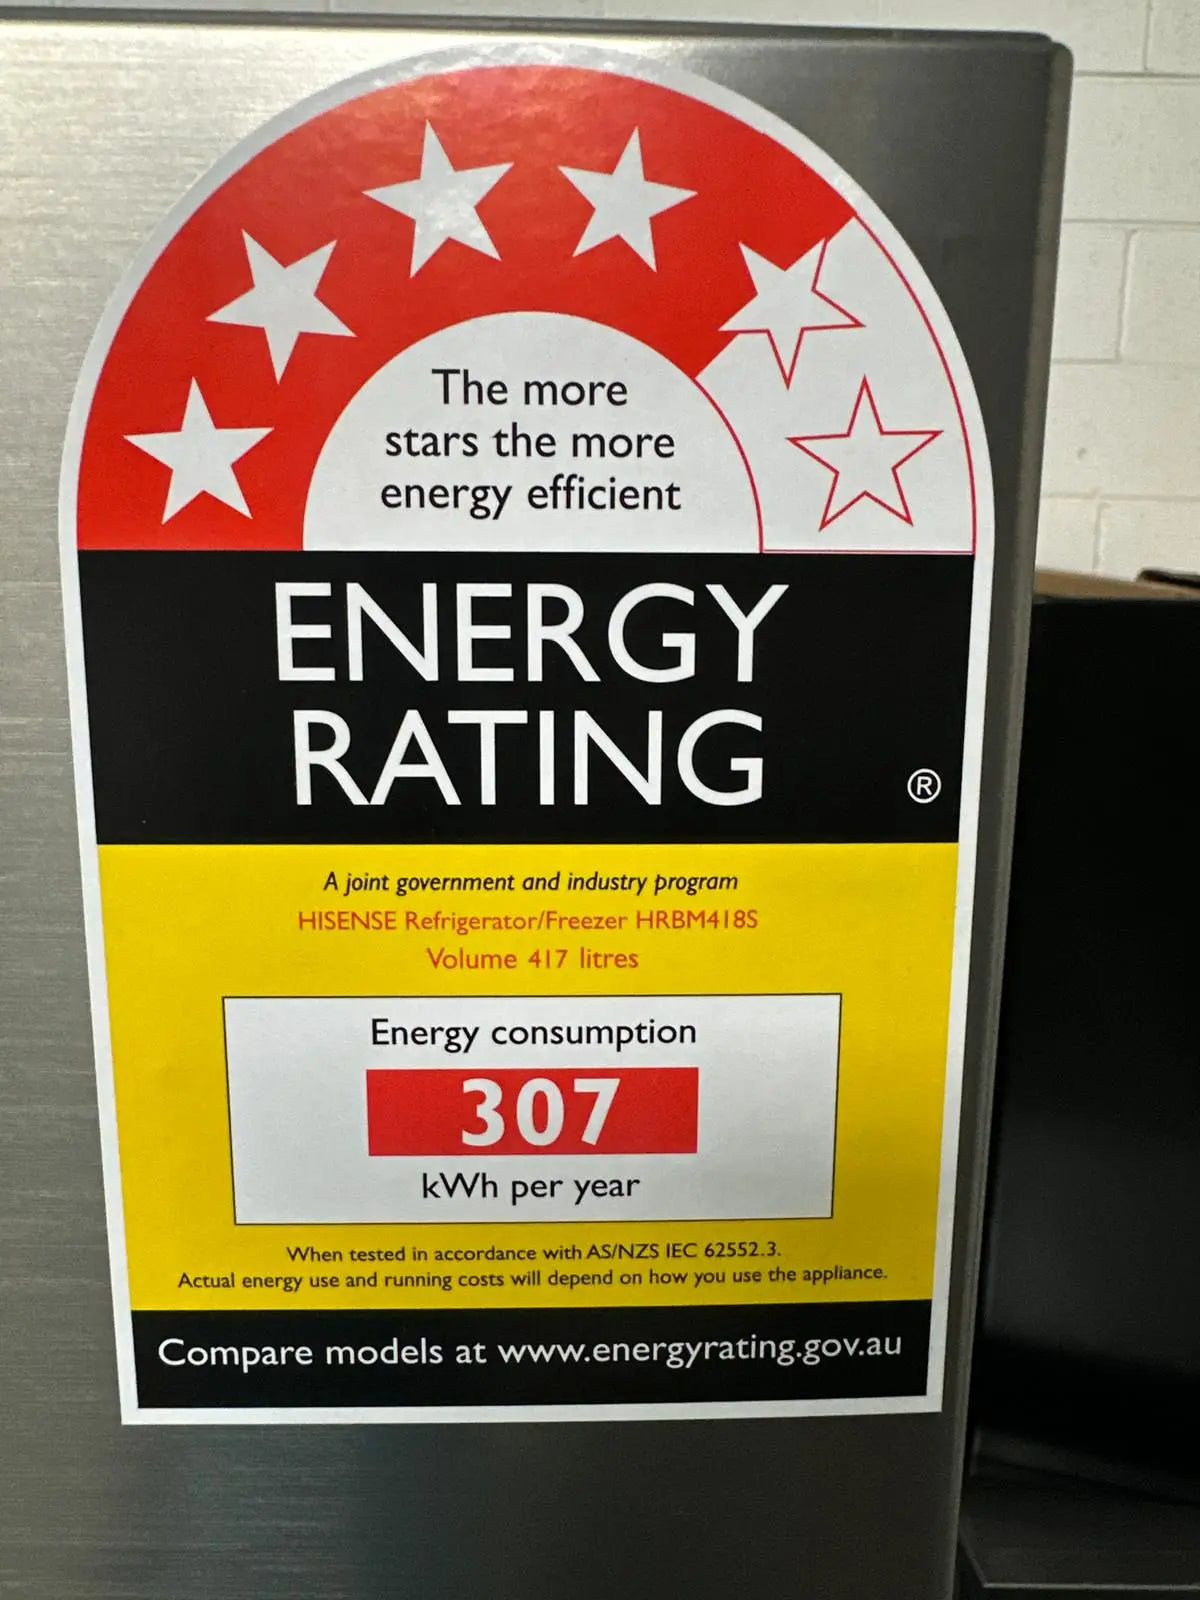 The more
stars the more
energy efficient
ENERGY
RATING
®
A joint government and industry program
HISENSE Refrigerator/Freezer HRBM418S
Volume 417 litres
Energy consumption
307
kWh per year
When tested in accordance with AS/NZS IEC 62552.3.
Actual energy use and running costs will depend on how you use the appliance.
Compare models at www.energyrating.gov.au